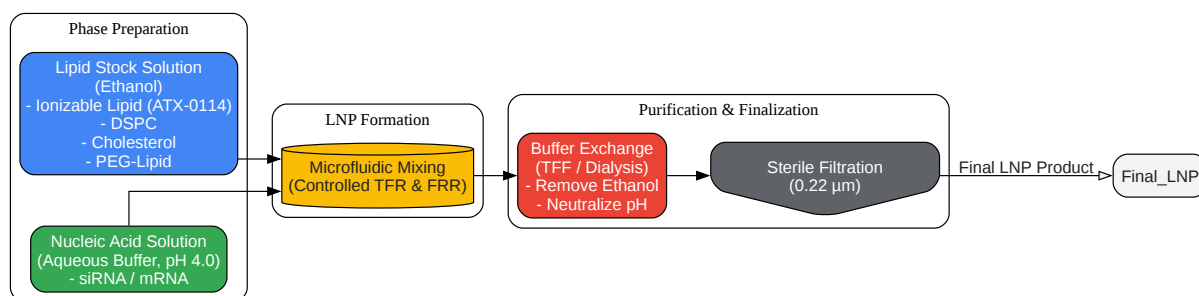 Phase Preparation
Lipid Stock Solution
(Ethanol)
- Ionizable Lipid (ATX-0114)
- DSPC
- Cholesterol
- PEG-Lipid
Nucleic Acid Solution
(Aqueous Buffer, pH 4.0)
- siRNA / mRNA
LNP Formation
Microfluidic Mixing
(Controlled TFR & FRR)
Purification & Finalization
Buffer Exchange
(TFF / Dialysis)
- Remove Ethanol
- Neutralize pH
Sterile Filtration
(0.22 µm)
Final LNP Product
Final_LNP